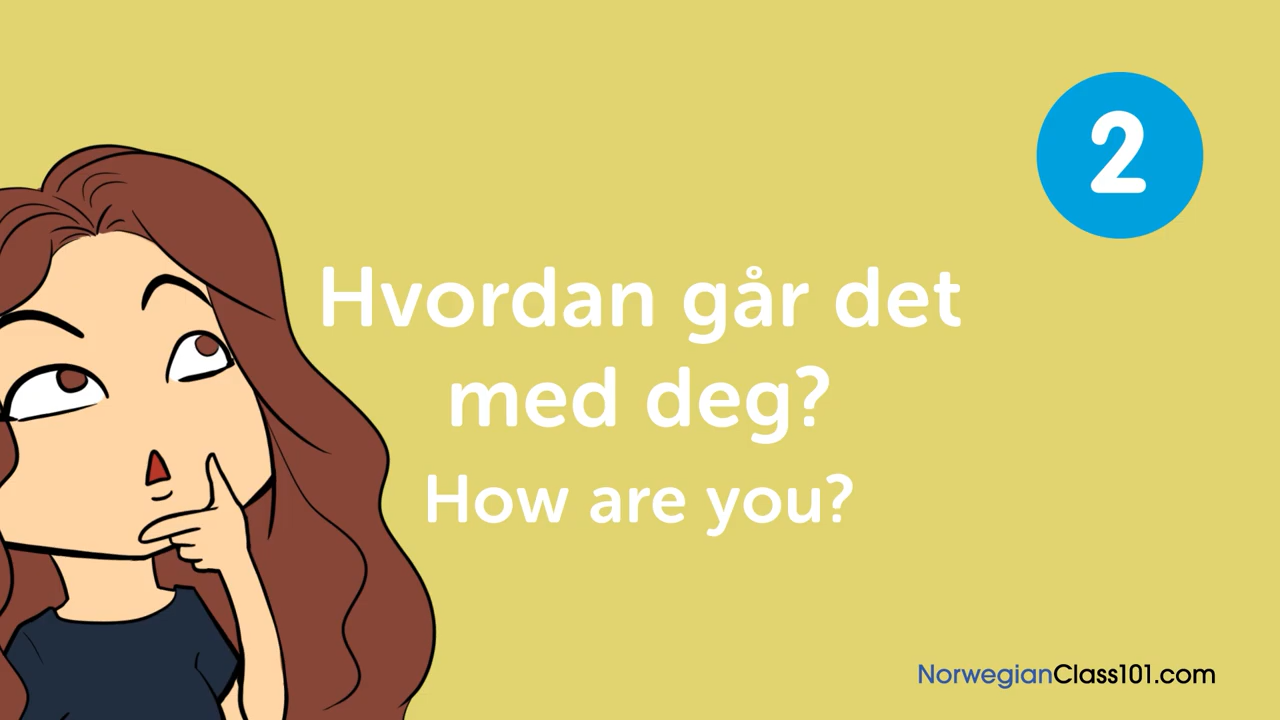 2
Hvordan går det
med deg?
How are you?
NorwegianClass101.com